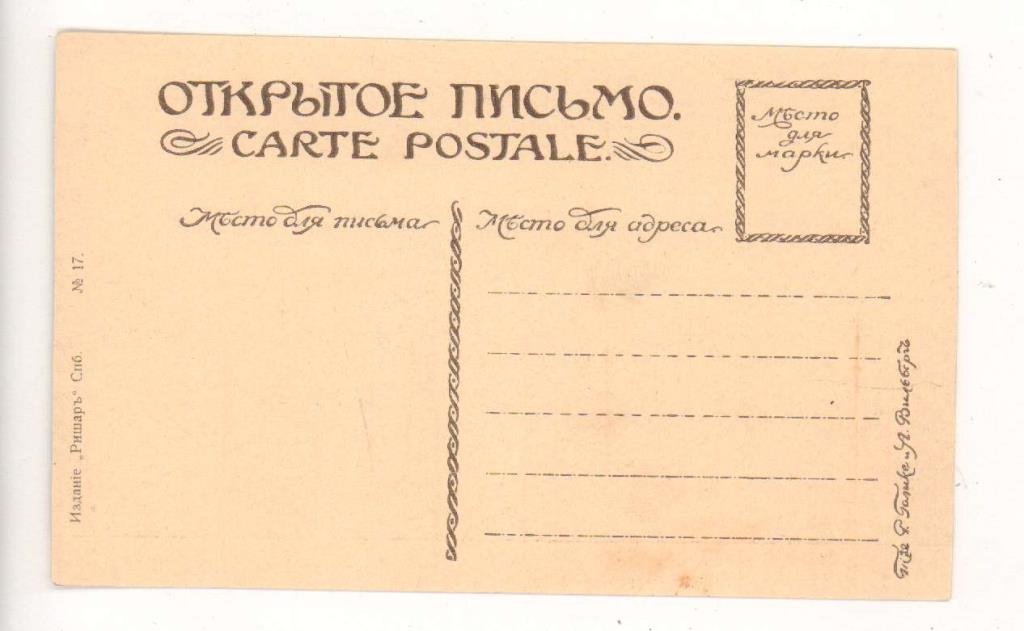 ОТКРЫТОЕ ПИСЬМО.
CARTE POSTALE.
Мѣсто
для
марки
Мѣсто для письма
Мѣсто для адреса
Изданіе „Ришаръ“ Спб. № 17.
Т-во Р. Голике и А. Вильборгъ